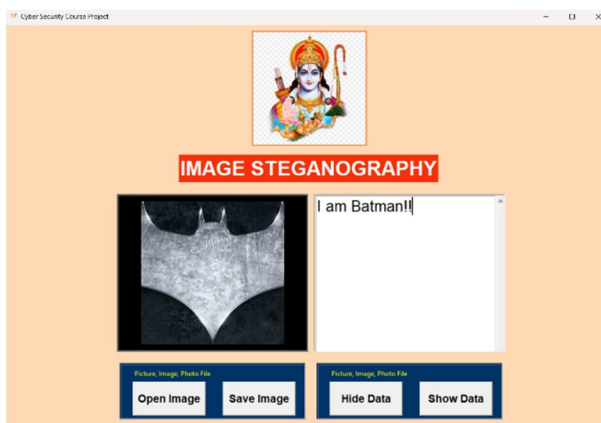 Cyber Security Course Project
IMAGE STEGANOGRAPHY
I am Batman!!
Picture, Image, Photo File
Open Image Save Image
Picture, Image, Photo File
Hide Data Show Data